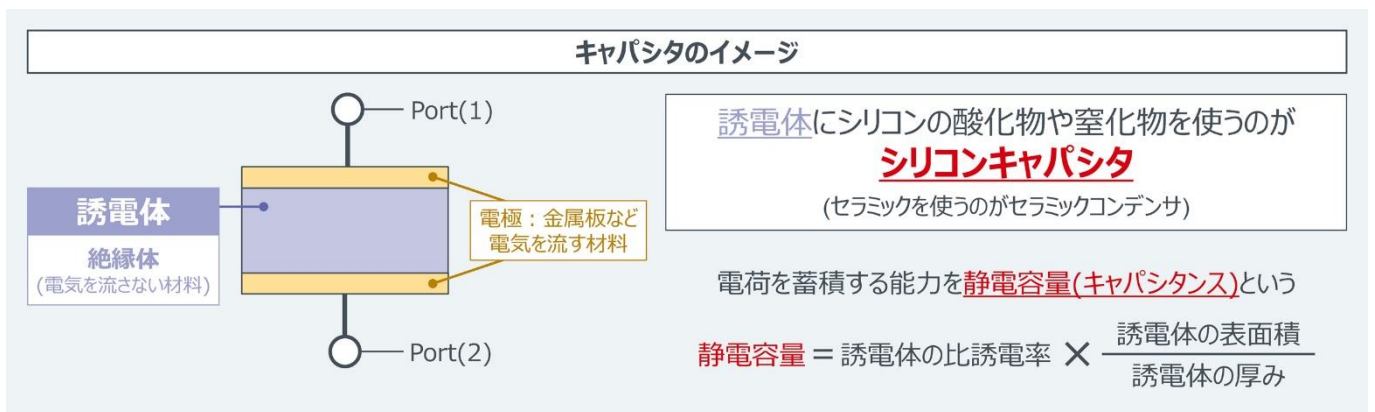 キャパシタのイメージ
Port(1)
誘電体
絶縁体
(電気を流さない材料)
電極：金属板など
電気を流す材料
Port(2)
誘電体にシリコンの酸化物や窒化物を使うのが
シリコンキャパシタ
(セラミックを使うのがセラミックコンデンサ)
電荷を蓄積する能力を静電容量(キャパシタンス)という
静電容量 = 誘電体の比誘電率 × 誘電体の表面積
誘電体の厚み